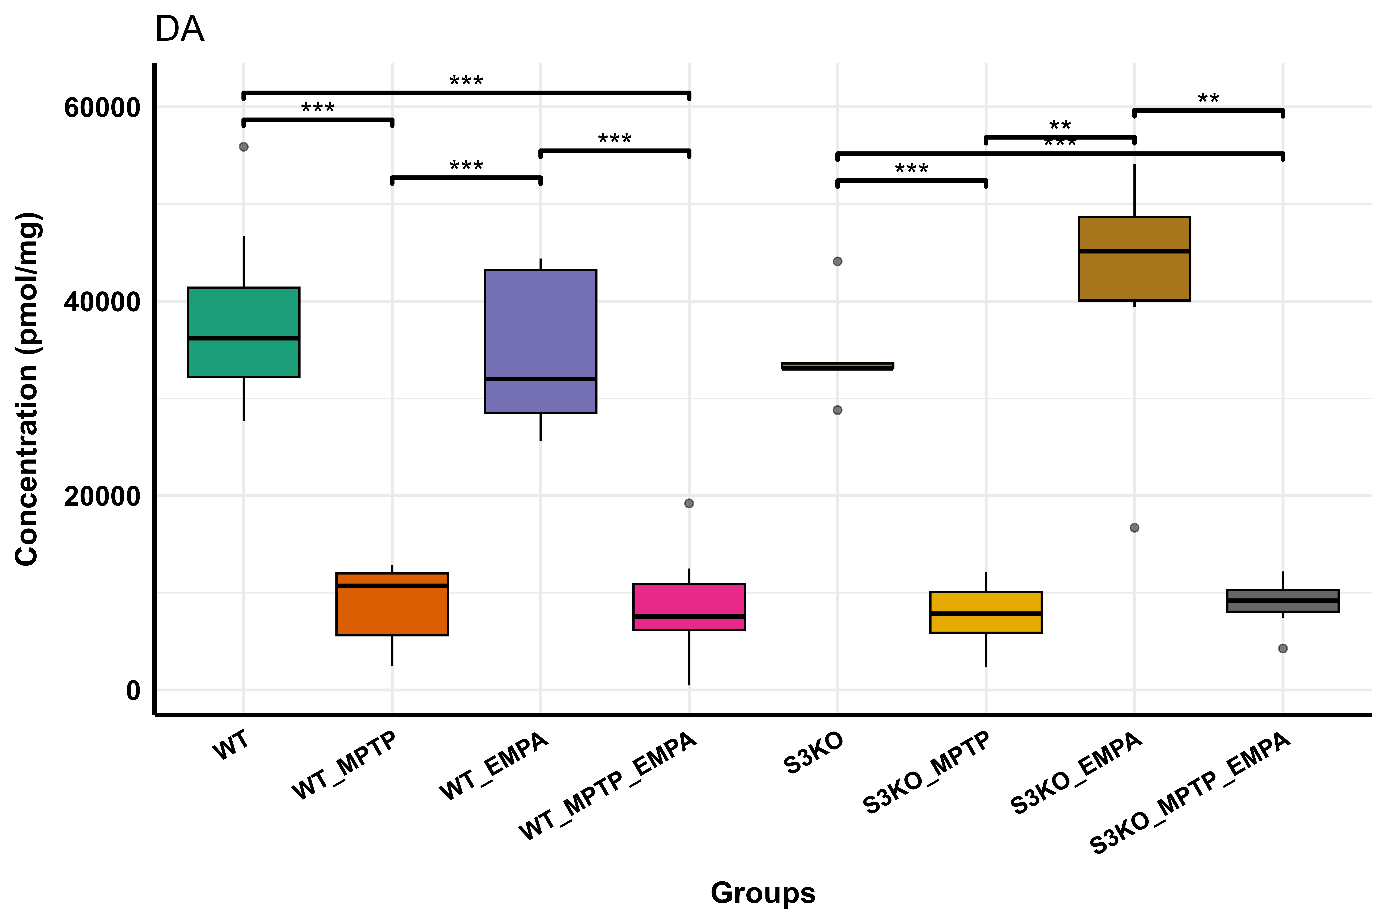 DA
***
***
**
***
**
***
***
***
60000
40000
20000
0
Concentration (pmol/mg)
WT
WT_MPTP
WT_EMPA
WT_MPTP_EMPA
S3KO
S3KO_MPTP
S3KO_EMPA
S3KO_MPTP_EMPA
Groups